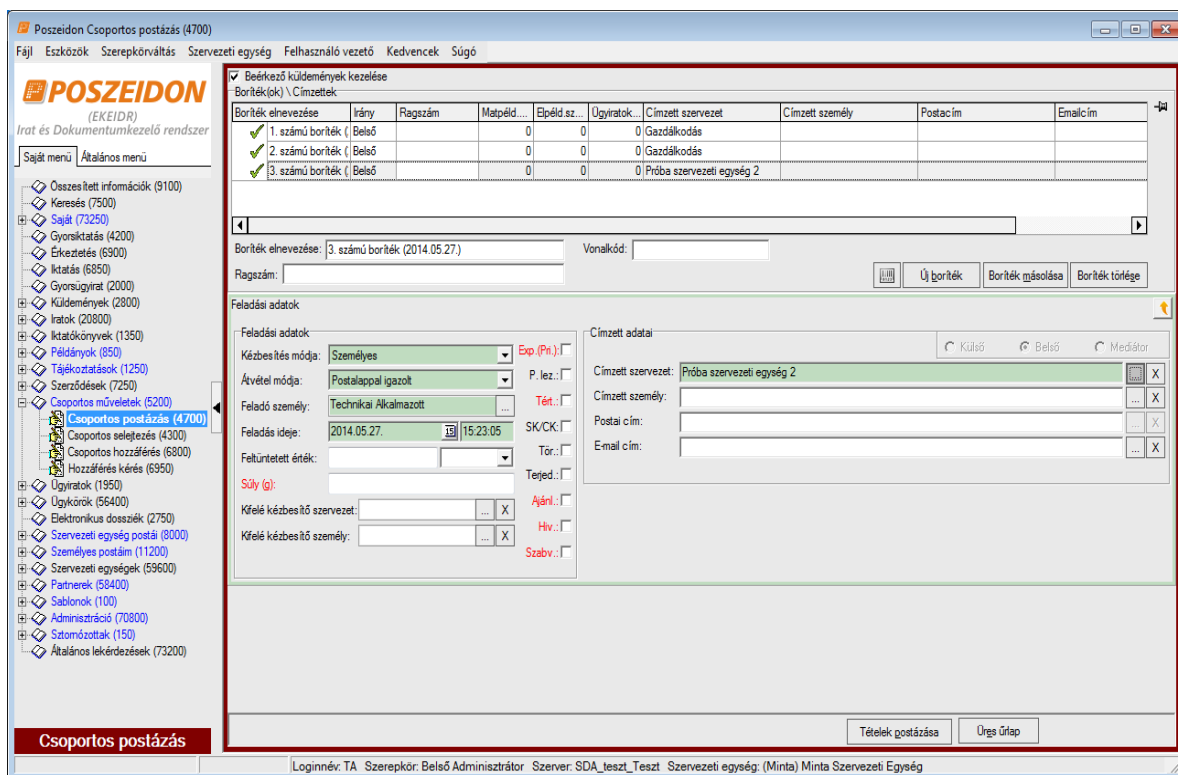 Poszeidon Csoportos postázás (4700)
Fájl Eszközök Szerepkörváltás Szervezeti egység Felhasználó vezető Kedvencek Súgó
POSZEIDON
(EKEIDR)
Irat és Dokumentumkezelő rendszer
Saját menü Általános menü
Összesített információk (9100)
Keresés (7500)
Saját (73250)
Gyorsiktatás (4200)
Érkeztetés (6900)
Iktatás (6850)
Gyorsügyirat (2000)
Küldemények (2800)
Iratok (20800)
Iktatókönyvek (1350)
Példányok (850)
Tájékoztatások (1250)
Szerződések (7250)
Csoportos műveletek (5200)
Csoportos postázás (4700)
Csoportos selejtezés (4300)
Csoportos hozzáférés (6800)
Hozzáférés kérés (6950)
Ügyiratok (1950)
Ügykörök (56400)
Elektronikus dossziék (2750)
Szervezeti egység postái (8000)
Személyes postáim (11200)
Szervezeti egységek (59600)
Partnerek (58400)
Sablonok (100)
Adminisztráció (70800)
Sztornózottak (150)
Általános lekérdezések (73200)
Csoportos postázás
Beérkező küldemények kezelése
Boríték(ok) \ Címzettek
Boríték elnevezése Irány Ragszám Matpéld.... Elpéld.sz... Ügyiratok... Címzett szervezet Címzett személy Postacím Emailcím
1. számú boríték ( Belső 0 0 0 Gazdálkodás
2. számú boríték ( Belső 0 0 0 Gazdálkodás
3. számú boríték ( Belső 0 0 0 Próba szervezeti egység 2
Boríték elnevezése: 3. számú boríték (2014.05.27.) Vonalkód:
Ragszám: Új boríték Boríték másolása Boríték törlése
Feladási adatok
Feladási adatok
Kézbesítés módja: Személyes Exp.(Pri.):
Átvétel módja: Postalappal igazolt P. lez.:
Feladó személy: Technikai Alkalmazott ... Tért.:
Feladás ideje: 2014.05.27. 15 15:23:05 SK/CK:
Feltüntetett érték: Tör.:
Súly (g): Terjed.:
Kifelé kézbesítő szervezet: ... X Ajánl.:
Kifelé kézbesítő személy: ... X Hiv.:
Szabv.:
Címzett adatai
Külső Belső Mediátor
Címzett szervezet: Próba szervezeti egység 2 ... X
Címzett személy: ... X
Postai cím: ... X
E-mail cím: ... X
Tételek postázása Üres űrlap
Loginnév: TA Szerepkör: Belső Adminisztrátor Szerver: SDA_teszt_Teszt Szervezeti egység: (Minta) Minta Szervezeti Egység